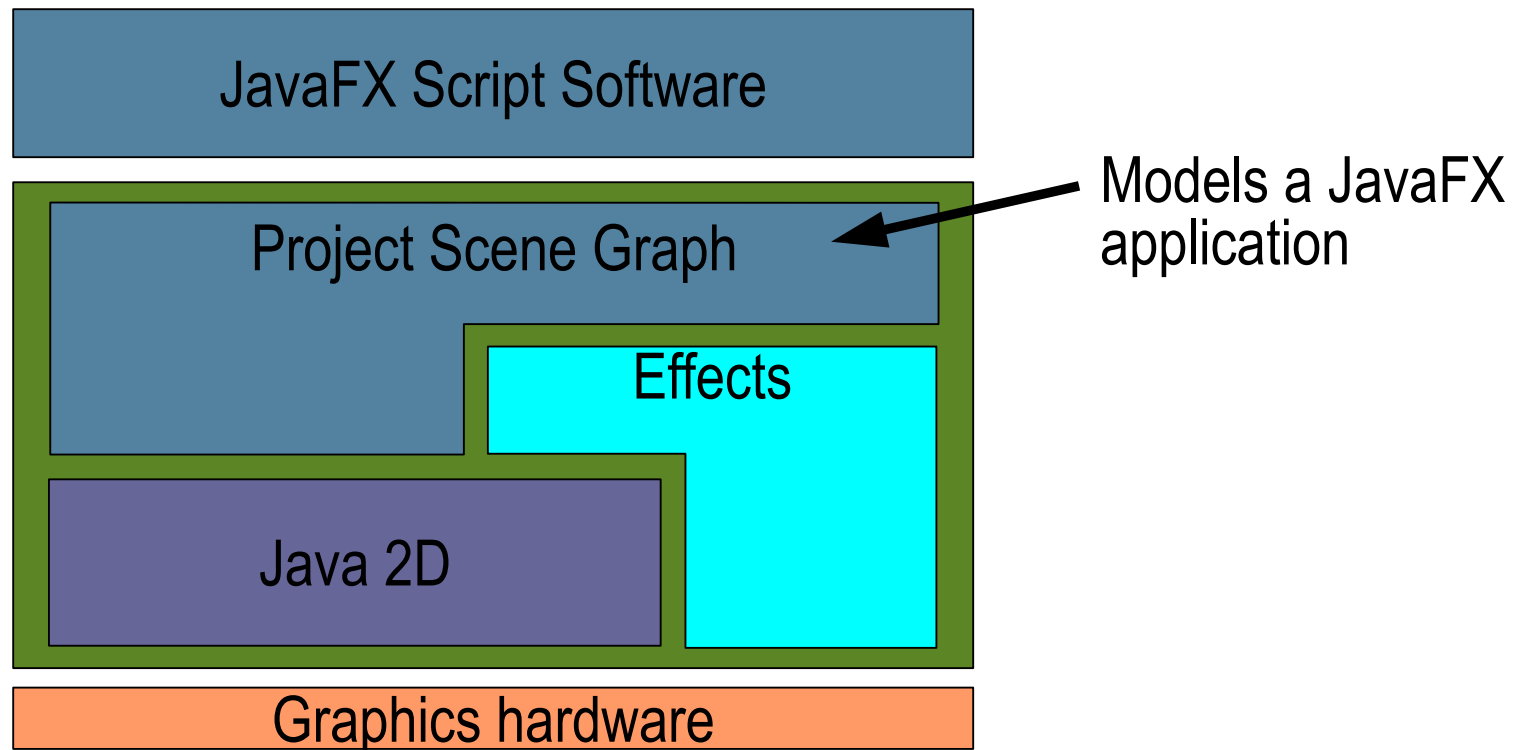 JavaFX Script Software
Project Scene Graph
Models a JavaFX
application
Effects
Java 2D
Graphics hardware